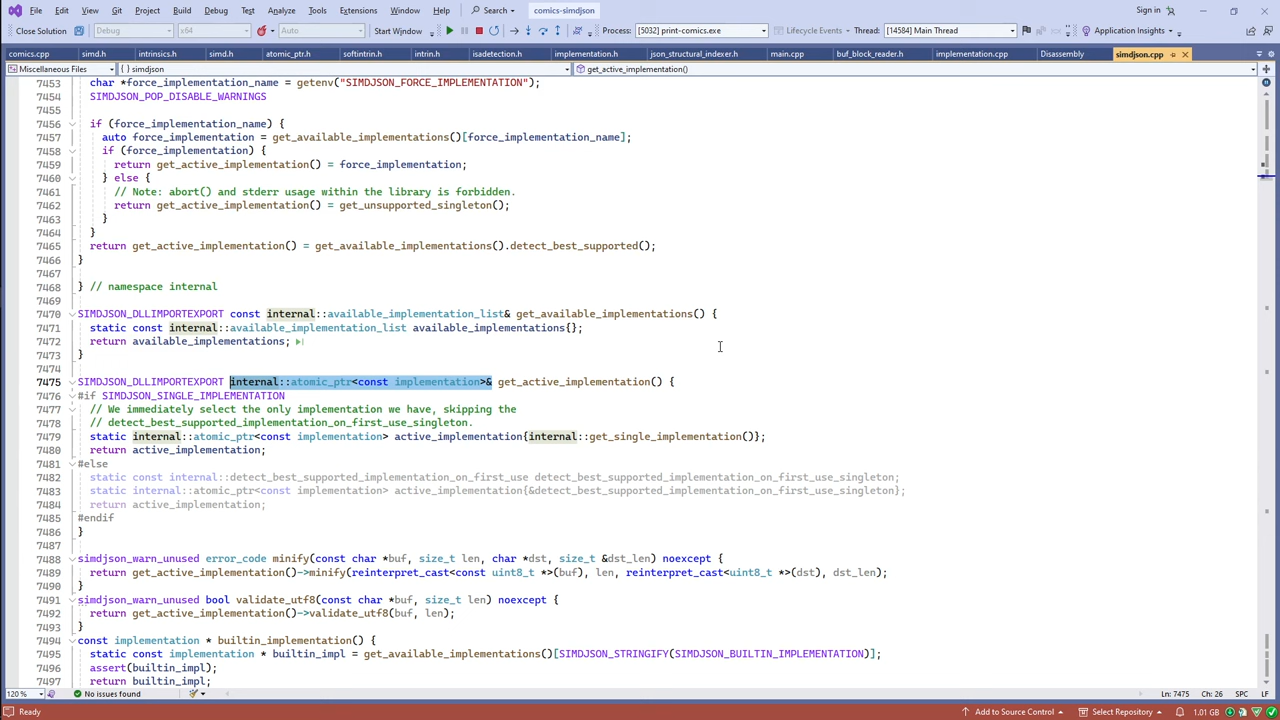 File Edit View Git Project Build Debug Test Analyze Tools Extensions Window Help Search comics-simdjson Sign in
Close Solution Debug x64 Auto Start Window Process: [5032] print-comics.exe Lifecycle Events Thread: [14584] Main Thread Application Insights
comics.cpp simd.h intrinsics.h simd.h atomic_ptr.h softintrin.h intrin.h isadetection.h implementation.h json_structural_indexer.h main.cpp buf_block_reader.h implementation.cpp Disassembly simdjson.cpp
Miscellaneous Files {} simdjson get_active_implementation()
7453 char *force_implementation_name = getenv("SIMDJSON_FORCE_IMPLEMENTATION");
7454 SIMDJSON_POP_DISABLE_WARNINGS
7455
7456 if (force_implementation_name) {
7457 auto force_implementation = get_available_implementations()[force_implementation_name];
7458 if (force_implementation) {
7459 return get_active_implementation() = force_implementation;
7460 } else {
7461 // Note: abort() and stderr usage within the library is forbidden.
7462 return get_active_implementation() = get_unsupported_singleton();
7463 }
7464 }
7465 return get_active_implementation() = get_available_implementations().detect_best_supported();
7466 }
7467
7468 } // namespace internal
7469
7470 SIMDJSON_DLLIMPORTEXPORT const internal::available_implementation_list& get_available_implementations() {
7471 static const internal::available_implementation_list available_implementations{};
7472 return available_implementations;
7473 }
7474
7475 SIMDJSON_DLLIMPORTEXPORT internal::atomic_ptr<const implementation>& get_active_implementation() {
7476 #if SIMDJSON_SINGLE_IMPLEMENTATION
7477 // We immediately select the only implementation we have, skipping the
7478 // detect_best_supported_implementation_on_first_use_singleton.
7479 static internal::atomic_ptr<const implementation> active_implementation{internal::get_single_implementation()};
7480 return active_implementation;
7481 #else
7482 static const internal::detect_best_supported_implementation_on_first_use detect_best_supported_implementation_on_first_use_singleton;
7483 static internal::atomic_ptr<const implementation> active_implementation{&detect_best_supported_implementation_on_first_use_singleton};
7484 return active_implementation;
7485 #endif
7486 }
7487
7488 simdjson_warn_unused error_code minify(const char *buf, size_t len, char *dst, size_t &dst_len) noexcept {
7489 return get_active_implementation()->minify(reinterpret_cast<const uint8_t *>(buf), len, reinterpret_cast<uint8_t *>(dst), dst_len);
7490 }
7491 simdjson_warn_unused bool validate_utf8(const char *buf, size_t len) noexcept {
7492 return get_active_implementation()->validate_utf8(buf, len);
7493 }
7494 const implementation * builtin_implementation() {
7495 static const implementation * builtin_impl = get_available_implementations()[SIMDJSON_STRINGIFY(SIMDJSON_BUILTIN_IMPLEMENTATION)];
7496 assert(builtin_impl);
7497 return builtin_impl;
120 % No issues found Ln: 7475 Ch: 26 SPC LF
Ready Add to Source Control Select Repository 1.01 GB